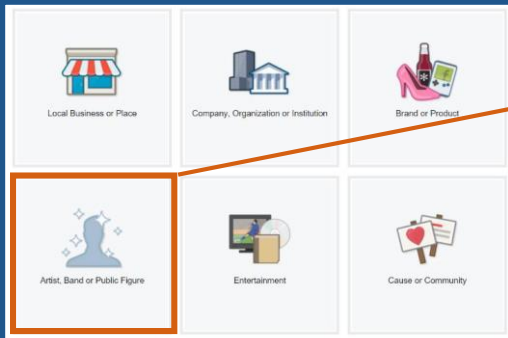 Local Business or Place
Company, Organization or Institution
Brand or Product
Artist, Band or Public Figure
Entertainment
Cause or Community